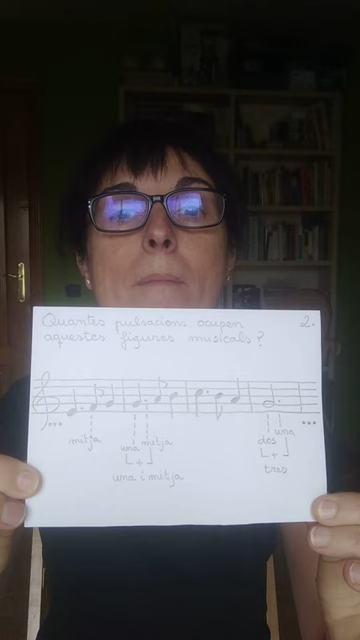 Quantes pulsacions ocupen 2.
aquestes figures musicals?
... mitja una mitja dos una ...
+ +
una i mitja tres